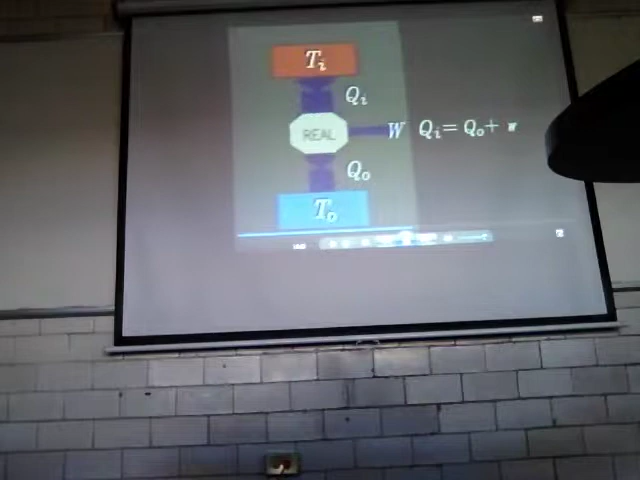 Tᵢ
Qᵢ
REAL
W Qᵢ= Qₒ+ w
Qₒ
Tₒ